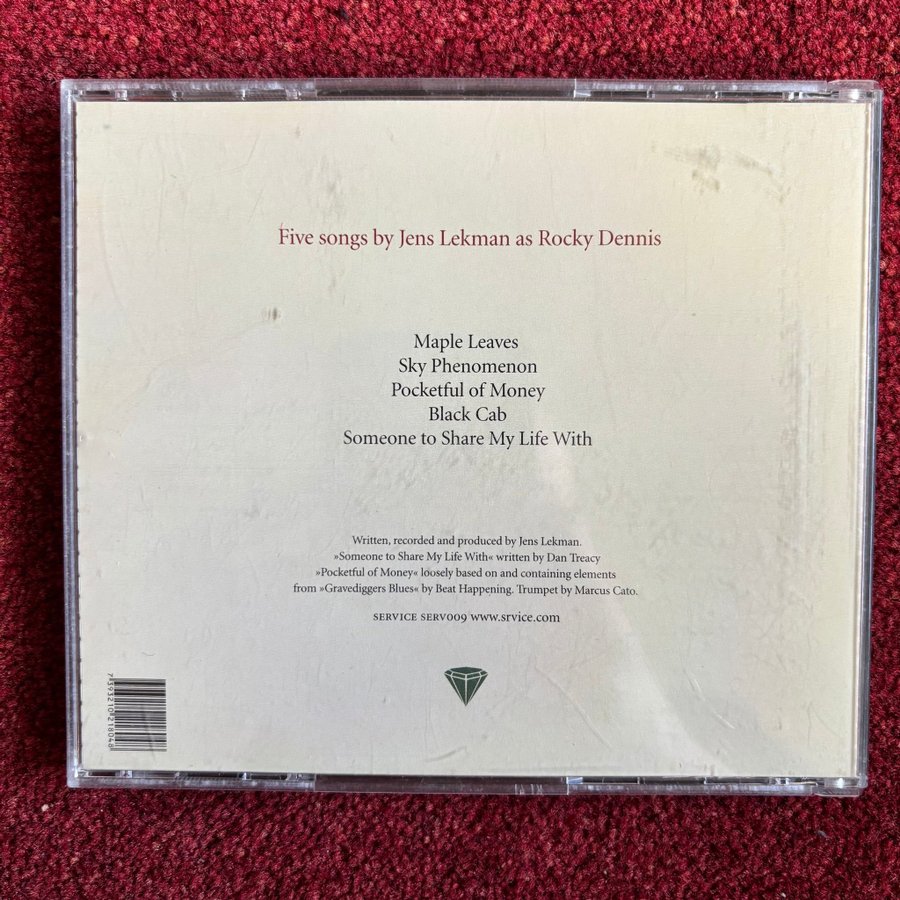 Five songs by Jens Lekman as Rocky Dennis
Maple Leaves
Sky Phenomenon
Pocketful of Money
Black Cab
Someone to Share My Life With
Written, recorded and produced by Jens Lekman.
»Someone to Share My Life With« written by Dan Treacy
»Pocketful of Money« loosely based on and containing elements
from »Gravediggers Blues« by Beat Happening. Trumpet by Marcus Cato.
SERVICE SERV009 www.srvice.com
7393210218048